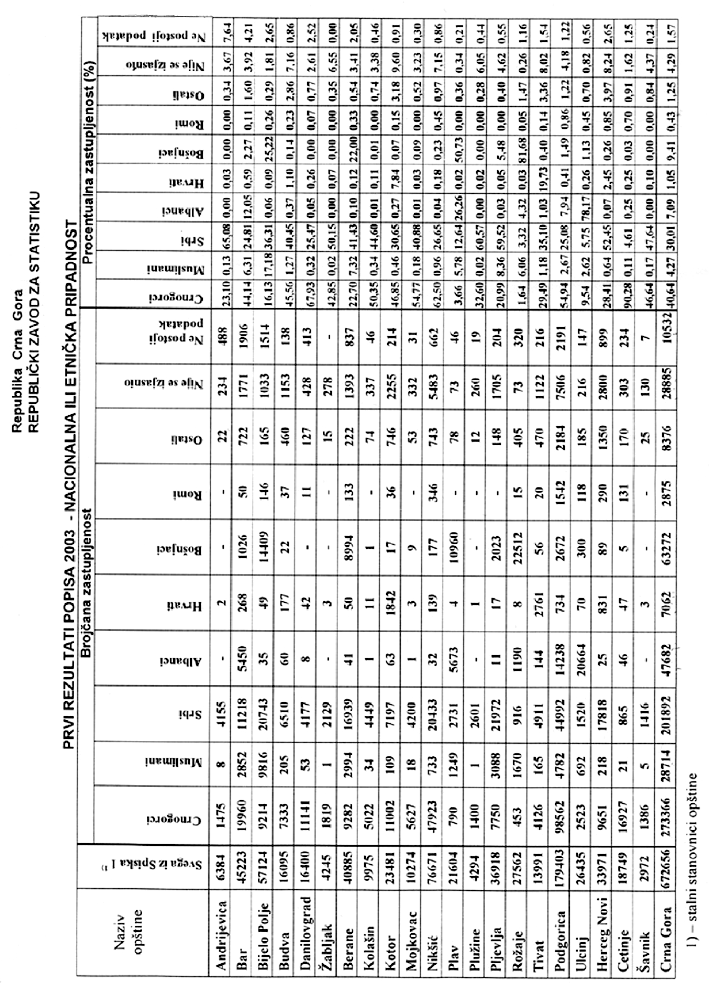 Republika Crna Gora
REPUBLIČKI ZAVOD ZA STATISTIKU
PRVI REZULTATI POPISA 2003 - NACIONALNA ILI ETNIČKA PRIPADNOST
Naziv opštine | Svega iz Spiska 1 1) | Brojčana zastupljenost | Procentualna zastupljenost (%)
Crnogorci | Muslimani | Srbi | Albanci | Hrvati | Bošnjaci | Romi | Ostali | Nije se izjasnio | Ne postoji podatak | Crnogorci | Muslimani | Srbi | Albanci | Hrvati | Bošnjaci | Romi | Ostali | Nije se izjasnio | Ne postoji podatak
Andrijevica 6384 1475 8 4155 - 2 - - 22 234 488 23,10 0,13 65,08 0,00 0,03 0,00 0,00 0,34 3,67 7,64
Bar 45223 19960 2852 11218 5450 268 1026 50 722 1771 1906 44,14 6,31 24,81 12,05 0,59 2,27 0,11 1,60 3,92 4,21
Bijelo Polje 57124 9214 9816 20743 35 49 14409 146 165 1033 1514 16,13 17,18 36,31 0,06 0,09 25,22 0,26 0,29 1,81 2,65
Budva 16095 7333 205 6510 60 177 22 37 460 1153 138 45,56 1,27 40,45 0,37 1,10 0,14 0,23 2,86 7,16 0,86
Danilovgrad 16400 11141 53 4177 8 42 - 11 127 428 413 67,93 0,32 25,47 0,05 0,26 0,00 0,07 0,77 2,61 2,52
Žabljak 4245 1819 1 2129 - 3 - - 15 278 - 42,85 0,02 50,15 0,00 0,07 0,00 0,00 0,35 6,55 0,00
Berane 40885 9282 2994 16939 41 50 8994 133 222 1393 837 22,70 7,32 41,43 0,10 0,12 22,00 0,33 0,54 3,41 2,05
Kolašin 9975 5022 34 4449 1 11 1 - 74 337 46 50,35 0,34 44,60 0,01 0,11 0,01 0,00 0,74 3,38 0,46
Kotor 23481 11002 109 7197 63 1842 17 36 746 2255 214 46,85 0,46 30,65 0,27 7,84 0,07 0,15 3,18 9,60 0,91
Mojkovac 10274 5627 18 4200 1 3 9 - 53 332 31 54,77 0,18 40,88 0,01 0,03 0,09 0,00 0,52 3,23 0,30
Nikšić 76671 47923 733 20433 32 139 177 346 743 5483 662 62,50 0,96 26,65 0,04 0,18 0,23 0,45 0,97 7,15 0,86
Plav 21604 790 1249 2731 5673 4 10960 - 78 73 46 3,66 5,78 12,64 26,26 0,02 50,73 0,00 0,36 0,34 0,21
Plužine 4294 1400 1 2601 - 1 - - 12 260 19 32,60 0,02 60,57 0,00 0,02 0,00 0,00 0,28 6,05 0,44
Pljevlja 36918 7750 3088 21972 11 17 2023 - 148 1705 204 20,99 8,36 59,52 0,03 0,05 5,48 0,00 0,40 4,62 0,55
Rožaje 27562 453 1670 916 1190 8 22512 15 405 73 320 1,64 6,06 3,32 4,32 0,03 81,68 0,05 1,47 0,26 1,16
Tivat 13991 4126 165 4911 144 2761 56 20 470 1122 216 29,49 1,18 35,10 1,03 19,73 0,40 0,14 3,36 8,02 1,54
Podgorica 179403 98562 4782 44992 14238 734 2672 1542 2184 7506 2191 54,94 2,67 25,08 7,94 0,41 1,49 0,86 1,22 4,18 1,22
Ulcinj 26435 2523 692 1520 20664 70 300 118 185 216 147 9,54 2,62 5,75 78,17 0,26 1,13 0,45 0,70 0,82 0,56
Herceg Novi 33971 9651 218 17818 25 831 89 290 1350 2800 899 28,41 0,64 52,45 0,07 2,45 0,26 0,85 3,97 8,24 2,65
Cetinje 18749 16927 21 865 46 47 5 131 170 303 234 90,28 0,11 4,61 0,25 0,25 0,03 0,70 0,91 1,62 1,25
Šavnik 2972 1386 5 1416 - 3 - - 25 130 7 46,64 0,17 47,64 0,00 0,10 0,00 0,00 0,84 4,37 0,24
Crna Gora 672656 273366 28714 201892 47682 7062 63272 2875 8376 28885 10532 40,64 4,27 30,01 7,09 1,05 9,41 0,43 1,25 4,29 1,57
1) – stalni stanovnici opštine